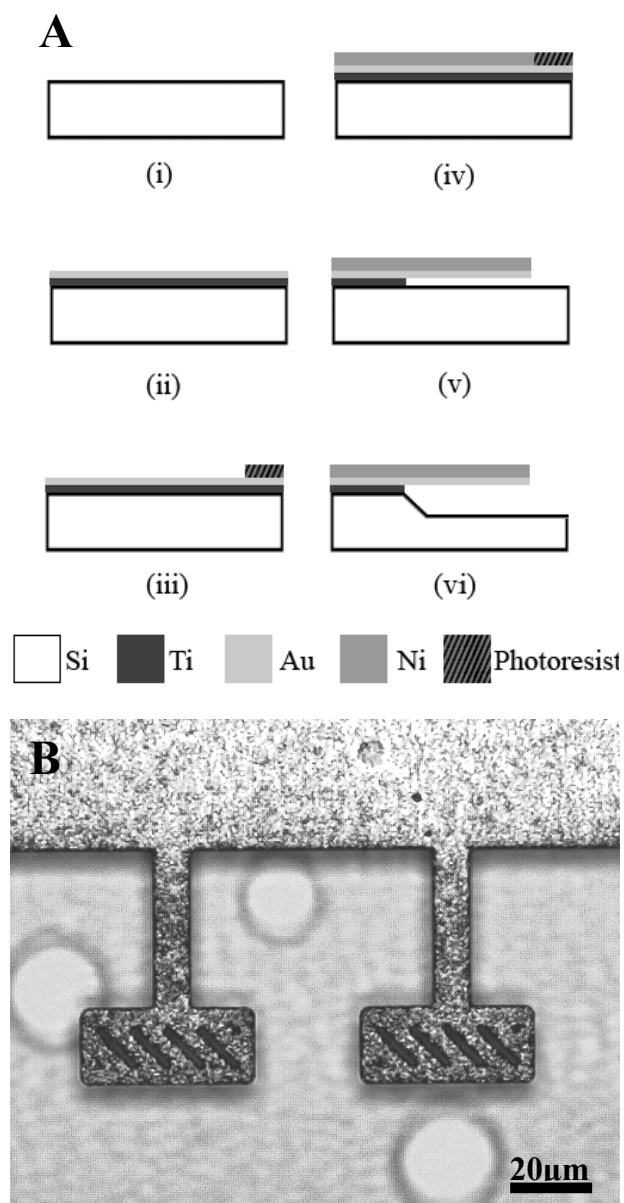 A
(i)
(iv)
(ii)
(v)
(iii)
(vi)
Si Ti Au Ni Photoresist
B
20μm